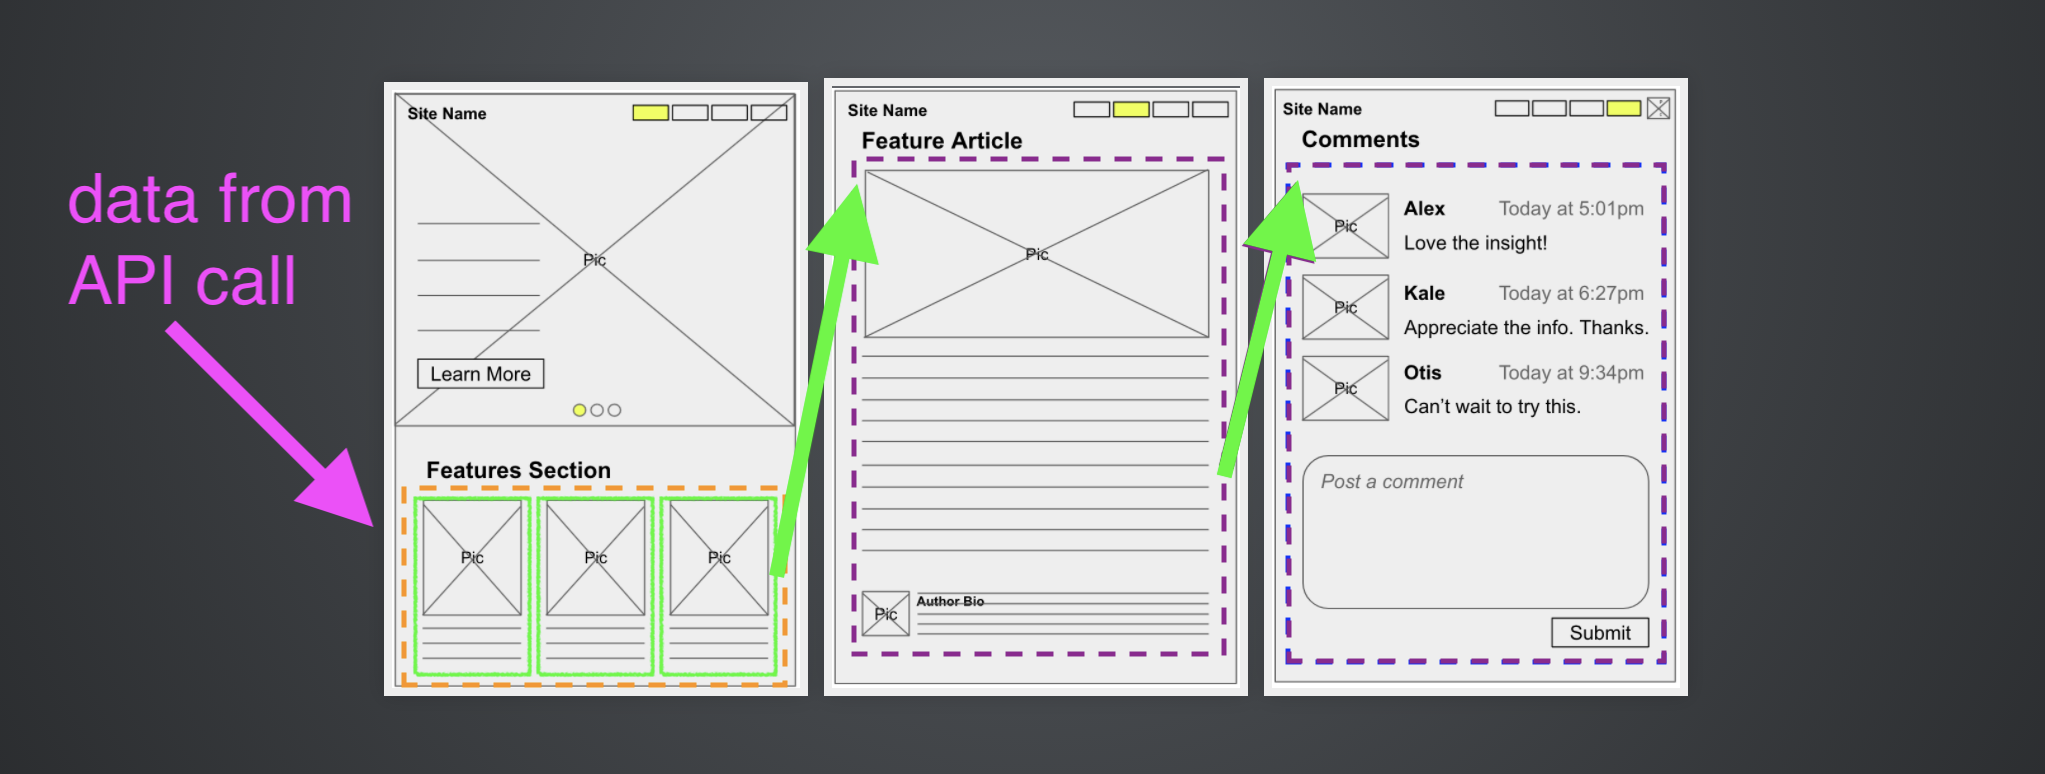 data from
API call
Site Name
Pic
Learn More
Features Section
Pic
Pic
Pic
Site Name
Feature Article
Pic
Pic
Author Bio
Site Name
Comments
Pic
Alex
Today at 5:01pm
Love the insight!
Pic
Kale
Today at 6:27pm
Appreciate the info. Thanks.
Pic
Otis
Today at 9:34pm
Can't wait to try this.
Post a comment
Submit